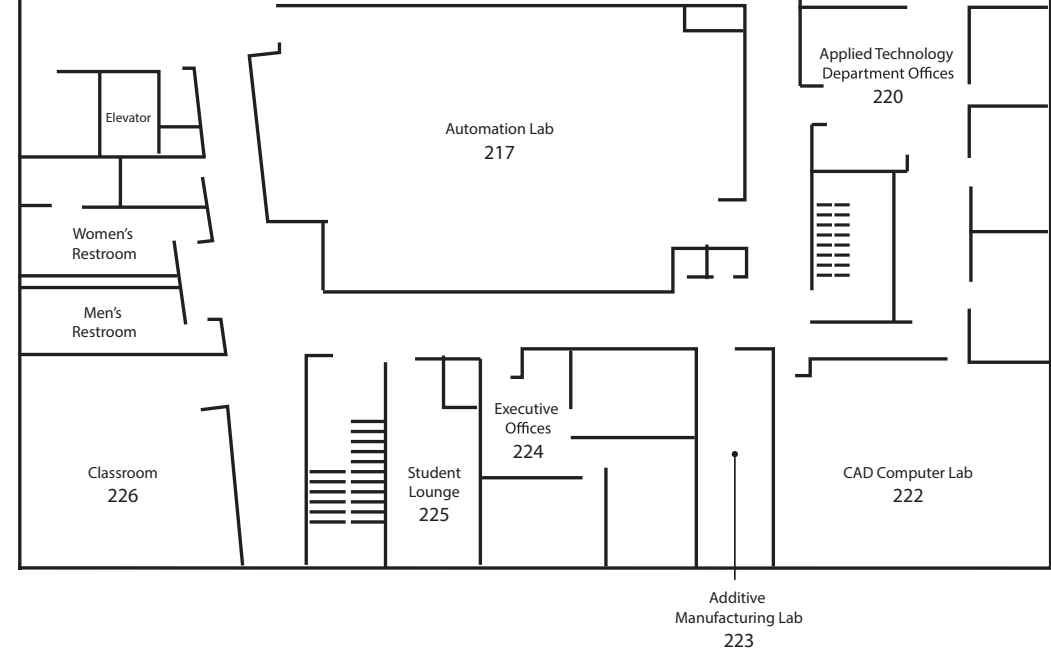 Applied Technology
Department Offices
220
Elevator
Automation Lab
217
Women’s
Restroom
Men’s
Restroom
Executive
Offices
224
Classroom
226
Student
Lounge
225
CAD Computer Lab
222
Additive
Manufacturing Lab
223